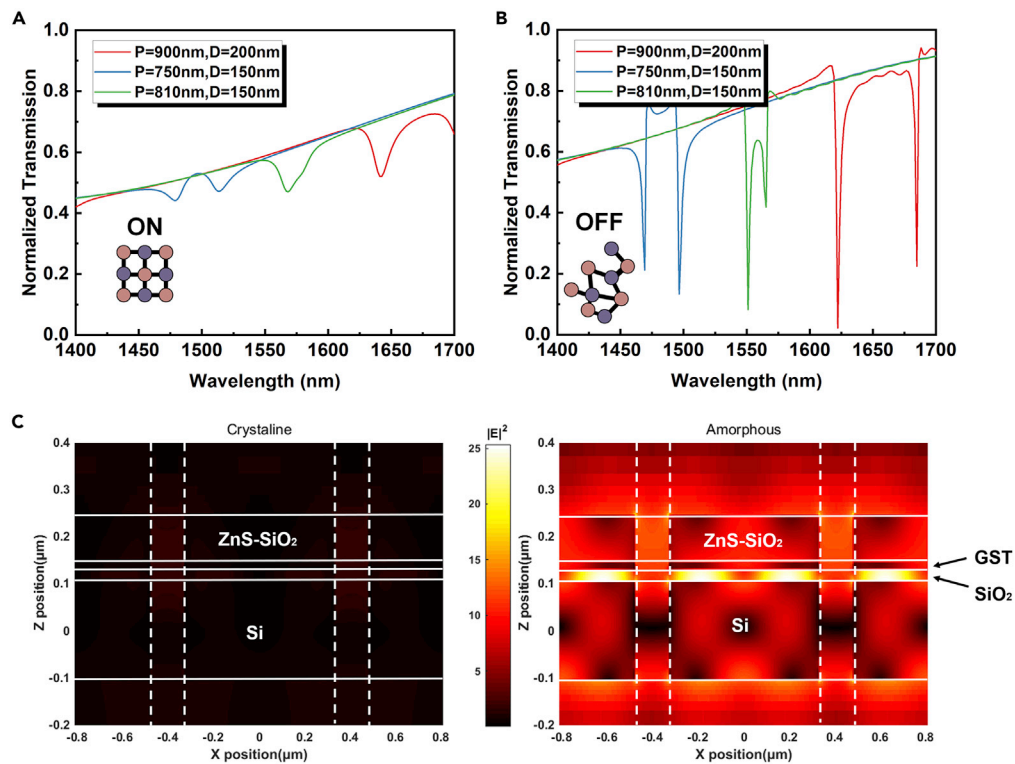 A
1.0
0.8
0.6
0.4
0.2
0.0
Normalized Transmission
P=900nm,D=200nm
P=750nm,D=150nm
P=810nm,D=150nm
ON
1400 1450 1500 1550 1600 1650 1700
Wavelength (nm)
B
1.0
0.8
0.6
0.4
0.2
0.0
Normalized Transmission
P=900nm,D=200nm
P=750nm,D=150nm
P=810nm,D=150nm
OFF
1400 1450 1500 1550 1600 1650 1700
Wavelength (nm)
C
Crystaline
0.4
0.3
0.2
0.1
0
-0.1
-0.2
Z position(μm)
ZnS-SiO₂
Si
-0.8 -0.6 -0.4 -0.2 0 0.2 0.4 0.6 0.8
X position(μm)
|E|²
25
20
15
10
5
Amorphous
0.4
0.3
0.2
0.1
0
-0.1
-0.2
Z position(μm)
ZnS-SiO₂
Si
GST
SiO₂
-0.8 -0.6 -0.4 -0.2 0 0.2 0.4 0.6 0.8
X position(μm)